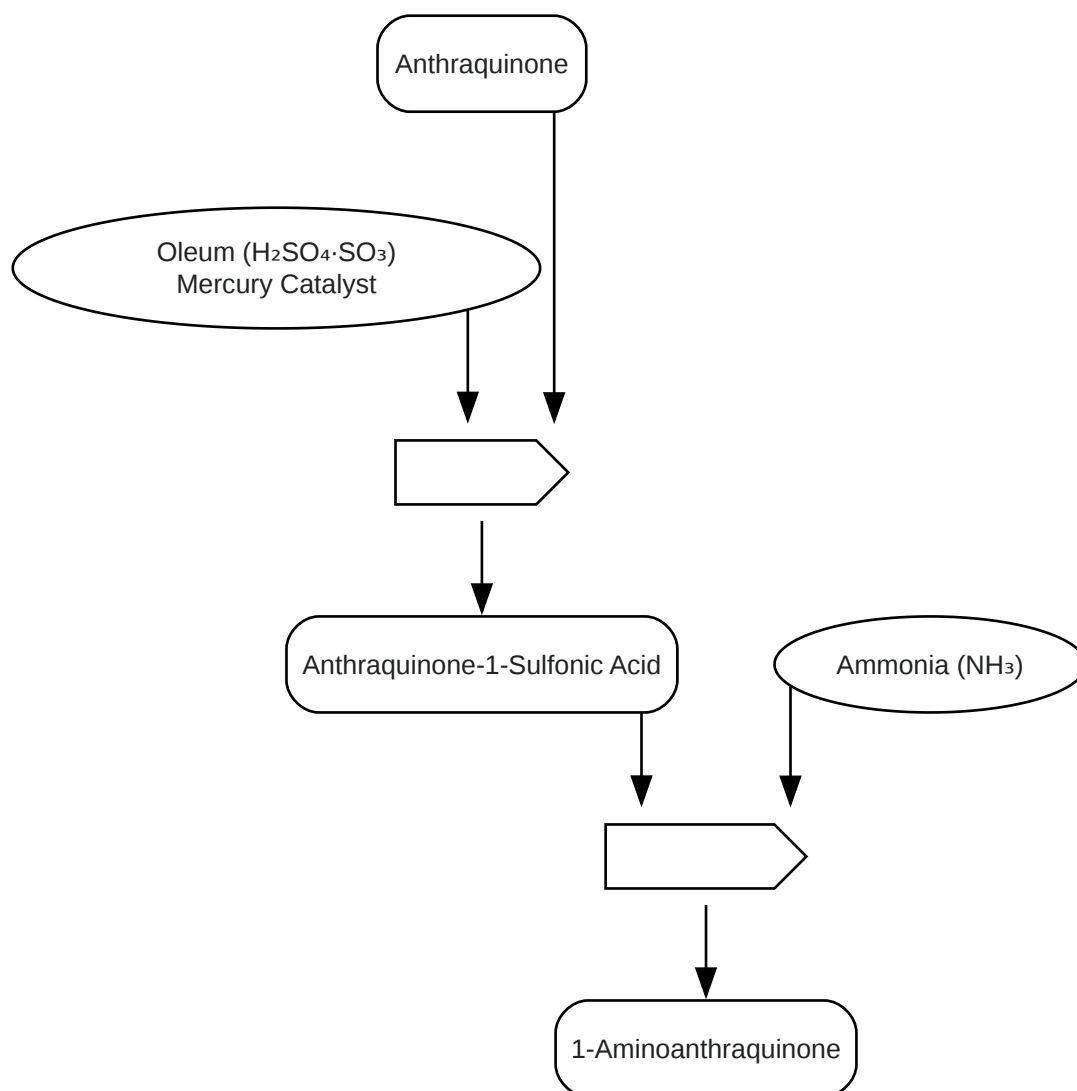 Anthraquinone
Oleum (H₂SO₄·SO₃)
Mercury Catalyst
Anthraquinone-1-Sulfonic Acid
Ammonia (NH₃)
1-Aminoanthraquinone